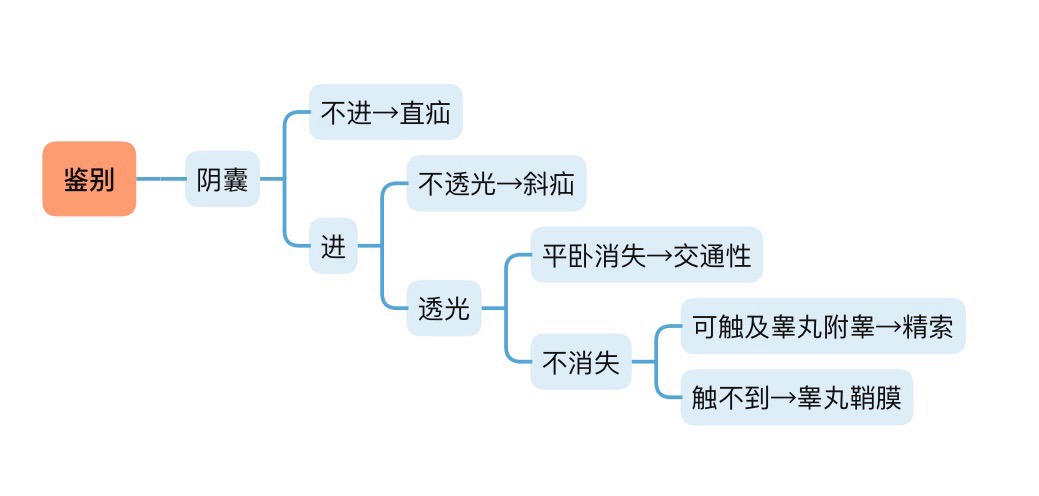 鉴别
阴囊
不进→直疝
进
不透光→斜疝
透光
平卧消失→交通性
不消失
可触及睾丸附睾→精索
触不到→睾丸鞘膜